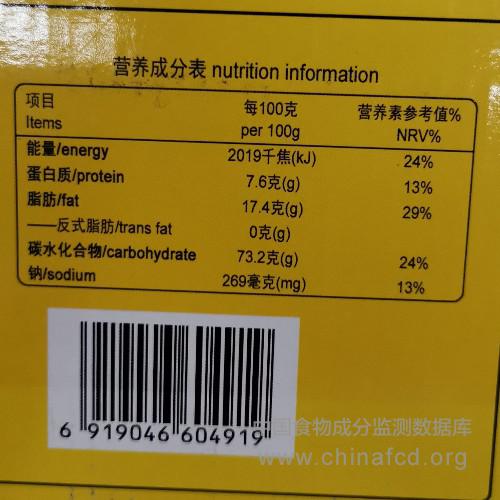 营养成分表 nutrition information
项目 每100克 营养素参考值%
Items per 100g NRV%
能量/energy 2019千焦(kJ) 24%
蛋白质/protein 7.6克(g) 13%
脂肪/fat 17.4克(g) 29%
——反式脂肪/trans fat 0克(g)
碳水化合物/carbohydrate 73.2克(g) 24%
钠/sodium 269毫克(mg) 13%
6 919046 604919
中国食物成分监测数据库
www.chinafcd.org